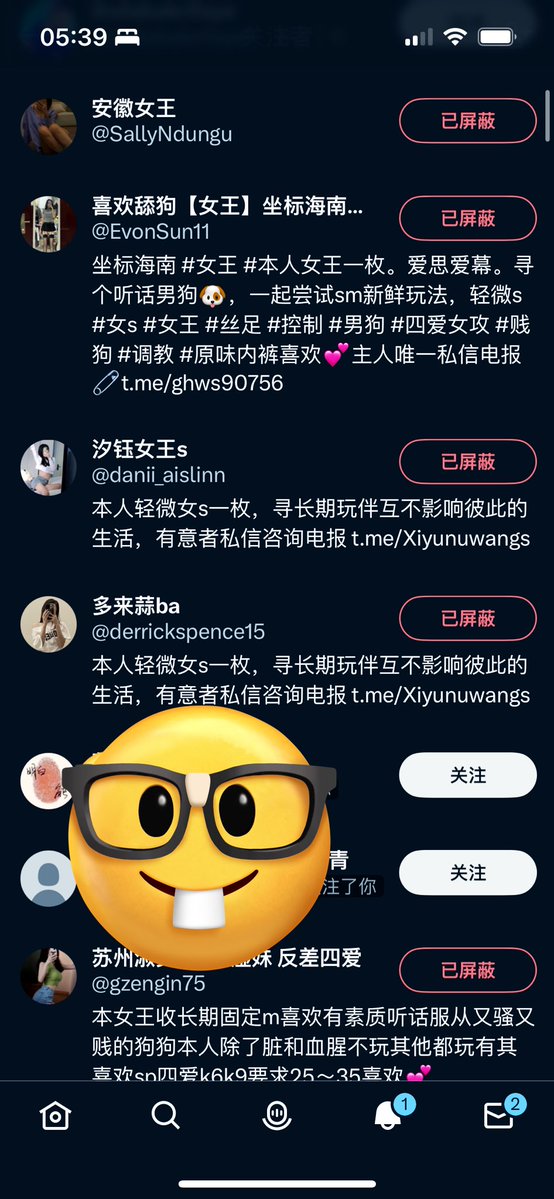 05:39
安徽女王
@SallyNdungu
已屏蔽
喜欢舔狗【女王】坐标海南...
@EvonSun11
已屏蔽
坐标海南 #女王 #本人女王一枚。爱思爱幕。寻
个听话男狗🐶，一起尝试sm新鲜玩法，轻微s
#女s #女王 #丝足 #控制 #男狗 #四爱女攻 #贱
狗 #调教 #原味内裤喜欢💕主人唯一私信电报
🧷t.me/ghws90756
汐钰女王s
@danii_aislinn
已屏蔽
本人轻微女s一枚，寻长期玩伴互不影响彼此的
生活，有意者私信咨询电报 t.me/Xiyunuwangs
多来蒜ba
@derrickspence15
已屏蔽
本人轻微女s一枚，寻长期玩伴互不影响彼此的
生活，有意者私信咨询电报 t.me/Xiyunuwangs
关注
青
注了你
关注
苏州 妹 反差四爱
@gzengin75
已屏蔽
本女王收长期固定m喜欢有素质听话服从又骚又
贱的狗狗本人除了脏和血腥不玩其他都玩有其
喜欢sp四爱k6k9要求25～35喜欢💕
1
2